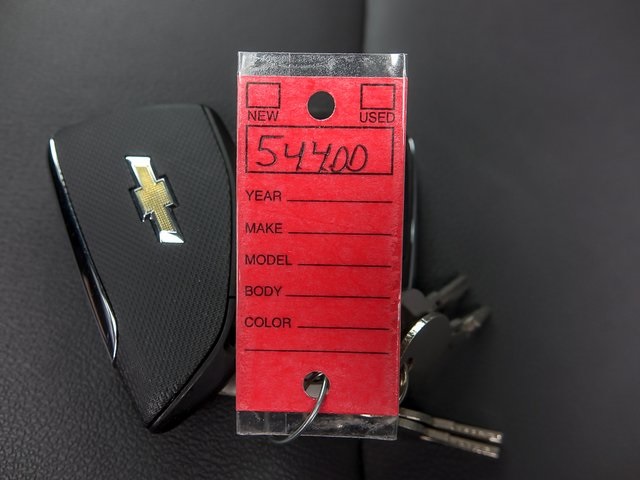 NEW USED
54400
YEAR
MAKE
MODEL
BODY
COLOR